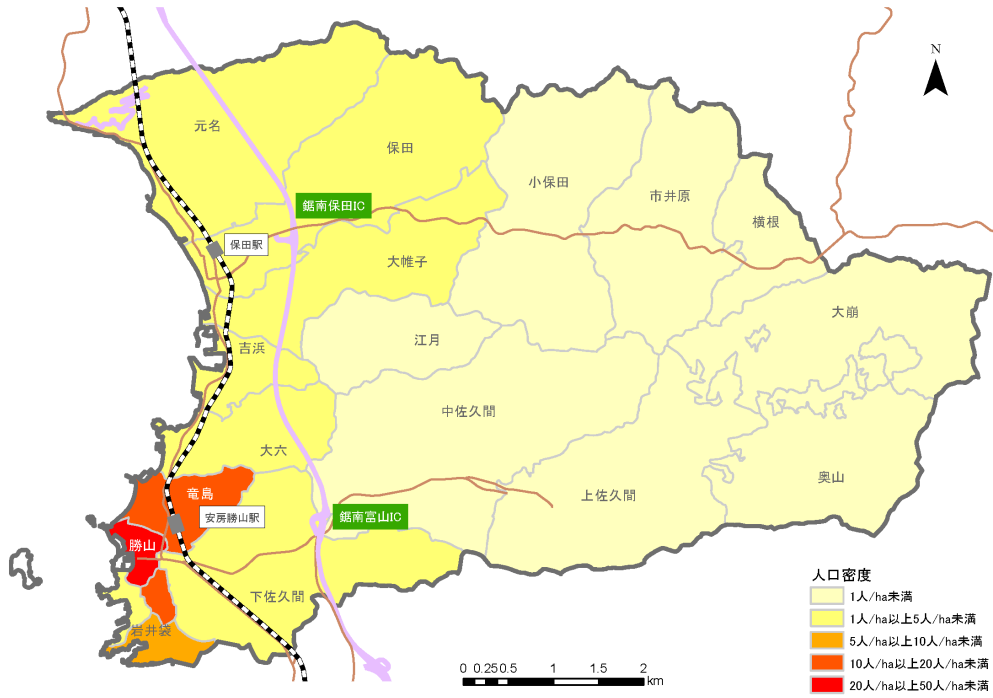 N
元名
保田
小保田
市井原
横根
鋸南保田IC
保田駅
大帷子
大崩
江月
吉浜
中佐久間
大六
奥山
上佐久間
竜島
安房勝山駅
鋸南富山IC
勝山
下佐久間
岩井袋
人口密度
1人/ha未満
1人/ha以上5人/ha未満
5人/ha以上10人/ha未満
10人/ha以上20人/ha未満
20人/ha以上50人/ha未満
0 0.25 0.5 1 1.5 2
km